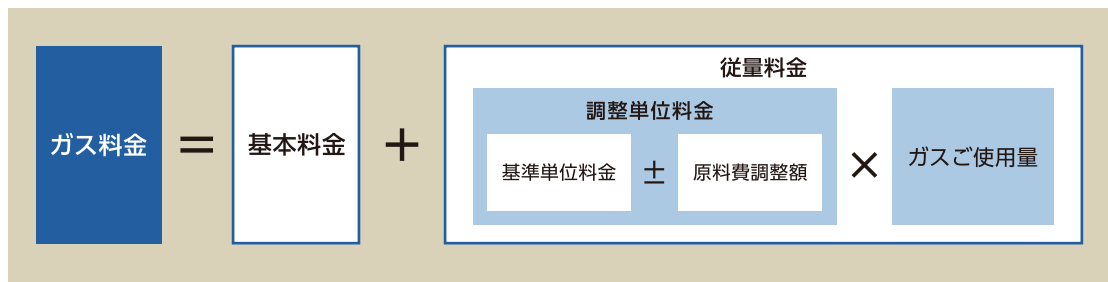 ガス料金
=
基本料金
+
従量料金
調整単位料金
基準単位料金
±
原料費調整額
×
ガスご使用量